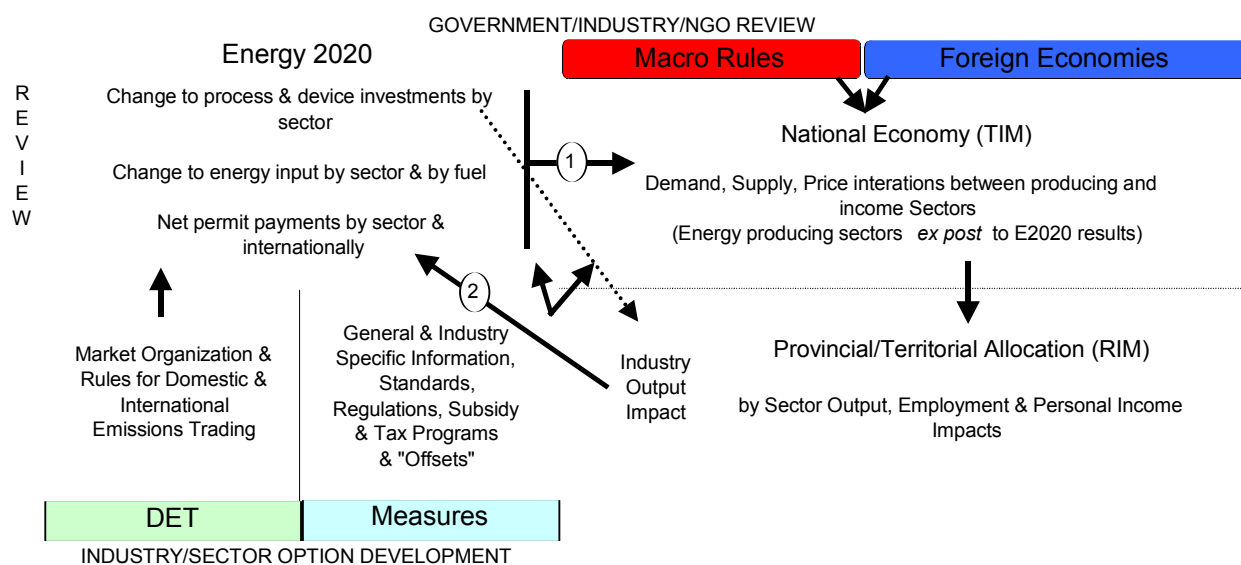 GOVERNMENT/INDUSTRY/NGO REVIEW
Macro Rules
Foreign Economies
Energy 2020
R
E
V
I
E
W
Change to process & device investments by
sector
Change to energy input by sector & by fuel
Net permit payments by sector &
internationally
1
National Economy (TIM)
Demand, Supply, Price interations between producing and
income Sectors
(Energy producing sectors ex post to E2020 results)
2
Market Organization &
Rules for Domestic &
International
Emissions Trading
General & Industry
Specific Information,
Standards,
Regulations, Subsidy
& Tax Programs
& "Offsets"
Industry
Output
Impact
Provincial/Territorial Allocation (RIM)
by Sector Output, Employment & Personal Income
Impacts
DET
Measures
INDUSTRY/SECTOR OPTION DEVELOPMENT